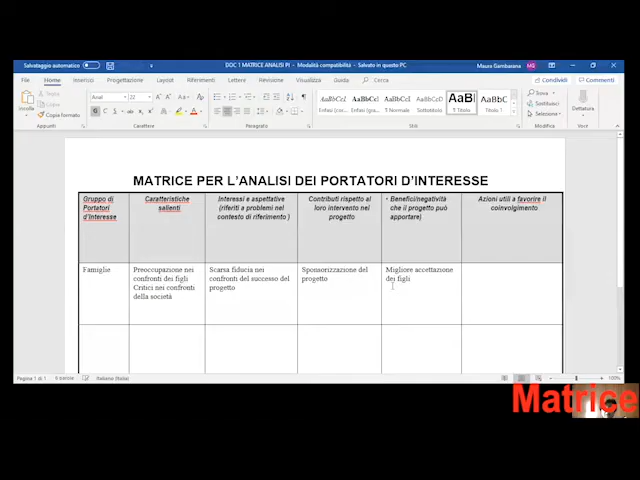 Salvataggio automatico
DOC 1 MATRICE ANALISI PI - Modalità compatibilità - Salvato in questo PC
Mauro Gambarana MG
File Home Inserisci Progettazione Layout Riferimenti Lettere Revisione Visualizza Guida Cerca Condividi Commenti
Incolla
Taglia
Copia
Copia formato
Arial 22
Trova
Sostituisci
Seleziona
Dettatura
AaBbCcI AaBbCcI AaBbCcI AaBbCcD AaBl AaBbC
Enfasi (cor... Enfasi (gra... ¶ Normale Sottotitolo ¶ Titolo Titolo 1
Appunti Carattere Paragrafo Stili Modifica Voce
MATRICE PER L'ANALISI DEI PORTATORI D'INTERESSE
Gruppo di
Portatori
d'Interesse
Caratteristiche
salienti
Interessi e aspettative
(riferiti a problemi nel
contesto di riferimento )
Contributi rispetto al
loro intervento nel
progetto
- Benefici/negatività
che il progetto può
apportare)
Azioni utili a favorire il
coinvolgimento
Famiglie
Preoccupazione nei
confronti dei figli
Critici nei confronti
della società
Scarsa fiducia nei
confronti del successo del
progetto
Sponsorizzazione del
progetto
Migliore accettazione
dei figli
Pagina 1 di 1
Italiano (Italia)
100%
Matrice